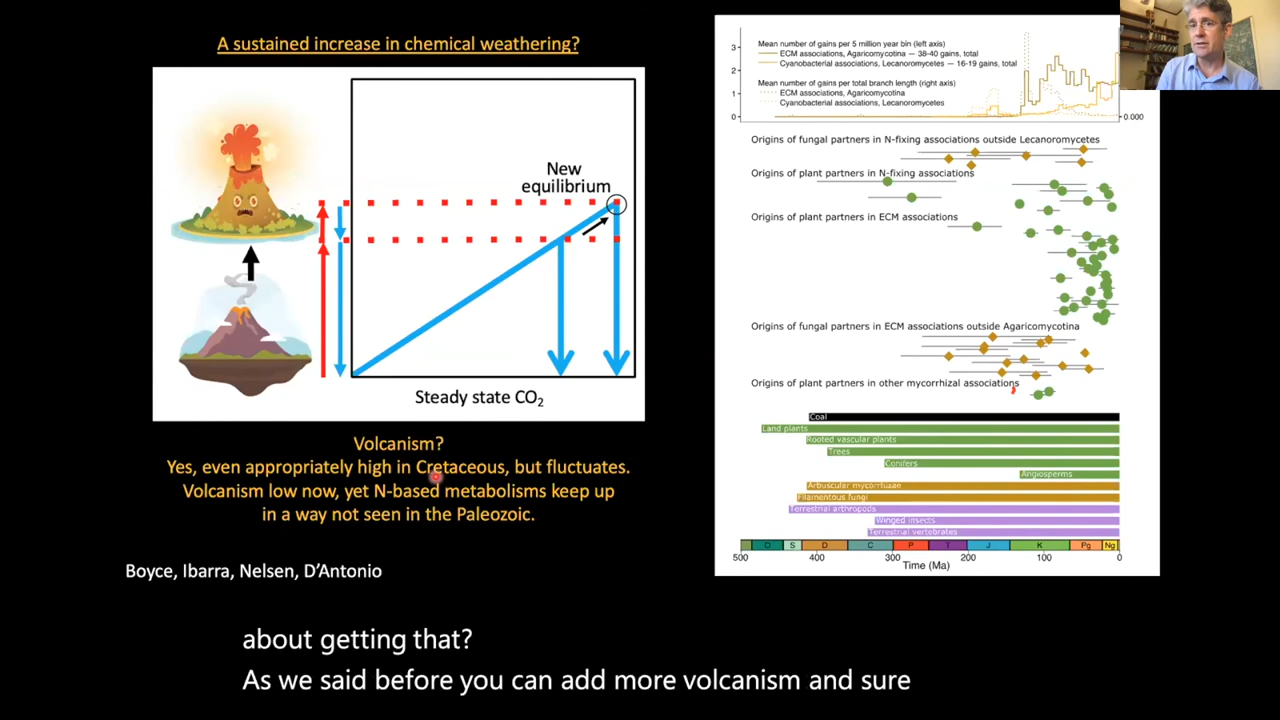 A sustained increase in chemical weathering?
New
equilibrium
Steady state CO₂
Volcanism?
Yes, even appropriately high in Cretaceous, but fluctuates.
Volcanism low now, yet N-based metabolisms keep up
in a way not seen in the Paleozoic.
Boyce, Ibarra, Nelsen, D'Antonio
Mean number of gains per 5 million year bin (left axis)
ECM associations, Agaricomycotina — 38-40 gains, total
Cyanobacterial associations, Lecanoromycetes — 16-19 gains, total
Mean number of gains per total branch length (right axis)
ECM associations, Agaricomycotina
Cyanobacterial associations, Lecanoromycetes
3
2
1
0
0.000
Origins of fungal partners in N-fixing associations outside Lecanoromycetes
Origins of plant partners in N-fixing associations
Origins of plant partners in ECM associations
Origins of fungal partners in ECM associations outside Agaricomycotina
Origins of plant partners in other mycorrhizal associations
Coal
Land plants
Rooted vascular plants
Trees
Conifers
Angiosperms
Arbuscular mycorrhizae
Filamentous fungi
Terrestrial arthropods
Winged insects
Terrestrial vertebrates
O S D C P T J K Pg Ng
500 400 300 200 100 0
Time (Ma)
about getting that?
As we said before you can add more volcanism and sure